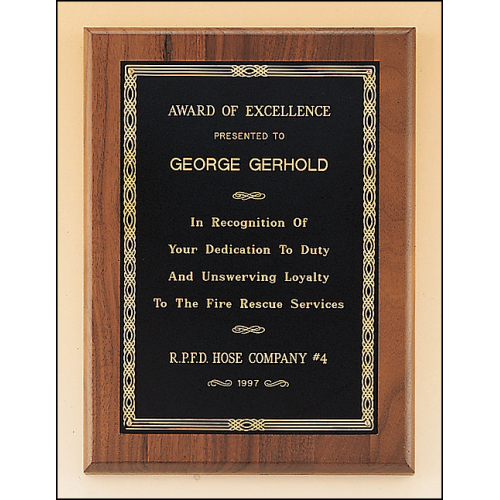 AWARD OF EXCELLENCE
PRESENTED TO
GEORGE GERHOLD
In Recognition Of
Your Dedication To Duty
And Unswerving Loyalty
To The Fire Rescue Services
R.P.F.D. HOSE COMPANY #4
1997